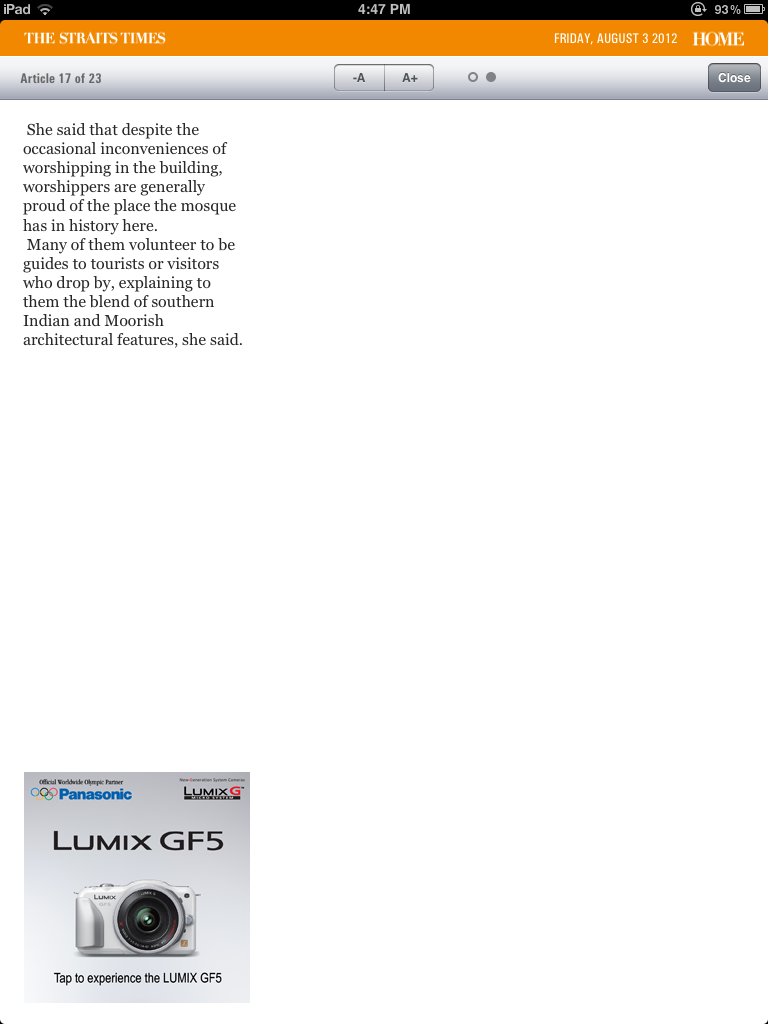 iPad 4:47 PM 93%
THE STRAITS TIMES FRIDAY, AUGUST 3 2012 HOME
Article 17 of 23 -A A+ Close
She said that despite the
occasional inconveniences of
worshipping in the building,
worshippers are generally
proud of the place the mosque
has in history here.
Many of them volunteer to be
guides to tourists or visitors
who drop by, explaining to
them the blend of southern
Indian and Moorish
architectural features, she said.
Official Worldwide Olympic Partner New-Generation System Cameras
Panasonic LUMIX G
MICRO SYSTEM
LUMIX GF5
LUMIX
GF5
Tap to experience the LUMIX GF5